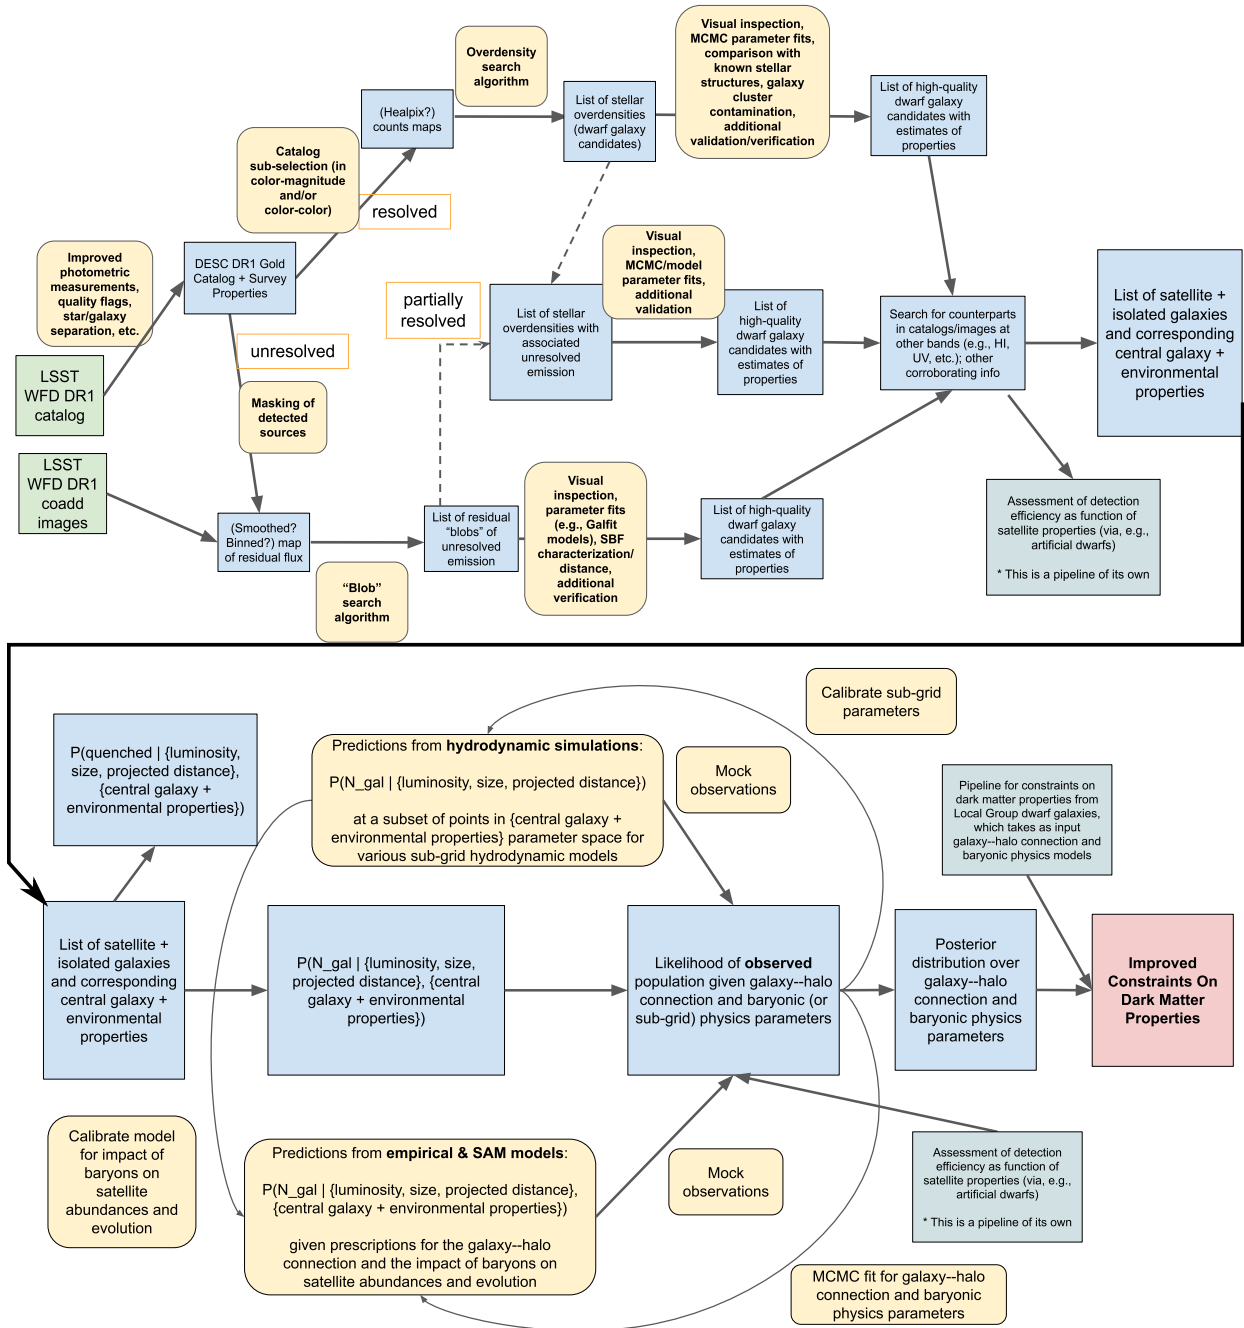 Overdensity
search
algorithm
Visual inspection,
MCMC parameter fits,
comparison with
known stellar
structures, galaxy
cluster
contamination,
additional
validation/verification
(Healpix?)
counts maps
List of stellar
overdensities
(dwarf galaxy
candidates)
List of high-quality
dwarf galaxy
candidates with
estimates of
properties
Catalog
sub-selection (in
color-magnitude
and/or
color-color)
resolved
Improved
photometric
measurements,
quality flags,
star/galaxy
separation, etc.
DESC DR1 Gold
Catalog + Survey
Properties
Visual
inspection,
MCMC/model
parameter fits,
additional
validation
partially
resolved
List of stellar
overdensities with
associated
unresolved
emission
List of
high-quality
dwarf galaxy
candidates with
estimates of
properties
Search for counterparts
in catalogs/images at
other bands (e.g., HI,
UV, etc.); other
corroborating info
List of satellite +
isolated galaxies
and corresponding
central galaxy +
environmental
properties
unresolved
LSST
WFD DR1
catalog
Masking of
detected
sources
LSST
WFD DR1
coadd
images
(Smoothed?
Binned?) map
of residual flux
List of residual
“blobs” of
unresolved
emission
Visual
inspection,
parameter fits
(e.g., Galfit
models), SBF
characterization/
distance,
additional
verification
List of high-quality
dwarf galaxy
candidates with
estimates of
properties
Assessment of detection
efficiency as function of
satellite properties (via, e.g.,
artificial dwarfs)
* This is a pipeline of its own
“Blob”
search
algorithm
Calibrate sub-grid
parameters
P(quenched | {luminosity,
size, projected distance},
{central galaxy +
environmental
properties})
Predictions from hydrodynamic simulations:
P(N_gal | {luminosity, size, projected distance})
at a subset of points in {central galaxy +
environmental properties} parameter space for
various sub-grid hydrodynamic models
Mock
observations
Pipeline for constraints on
dark matter properties from
Local Group dwarf galaxies,
which takes as input
galaxy--halo connection and
baryonic physics models
List of satellite +
isolated galaxies
and corresponding
central galaxy +
environmental
properties
P(N_gal | {luminosity, size,
projected distance}, {central
galaxy + environmental
properties})
Likelihood of observed
population given galaxy--halo
connection and baryonic (or
sub-grid) physics parameters
Posterior
distribution over
galaxy--halo
connection and
baryonic physics
parameters
Improved
Constraints On
Dark Matter
Properties
Calibrate model
for impact of
baryons on
satellite
abundances and
evolution
Predictions from empirical & SAM models:
P(N_gal | {luminosity, size, projected distance},
{central galaxy + environmental properties})
given prescriptions for the galaxy--halo
connection and the impact of baryons on
satellite abundances and evolution
Mock
observations
Assessment of detection
efficiency as function of
satellite properties (via, e.g.,
artificial dwarfs)
* This is a pipeline of its own
MCMC fit for galaxy--halo
connection and baryonic
physics parameters